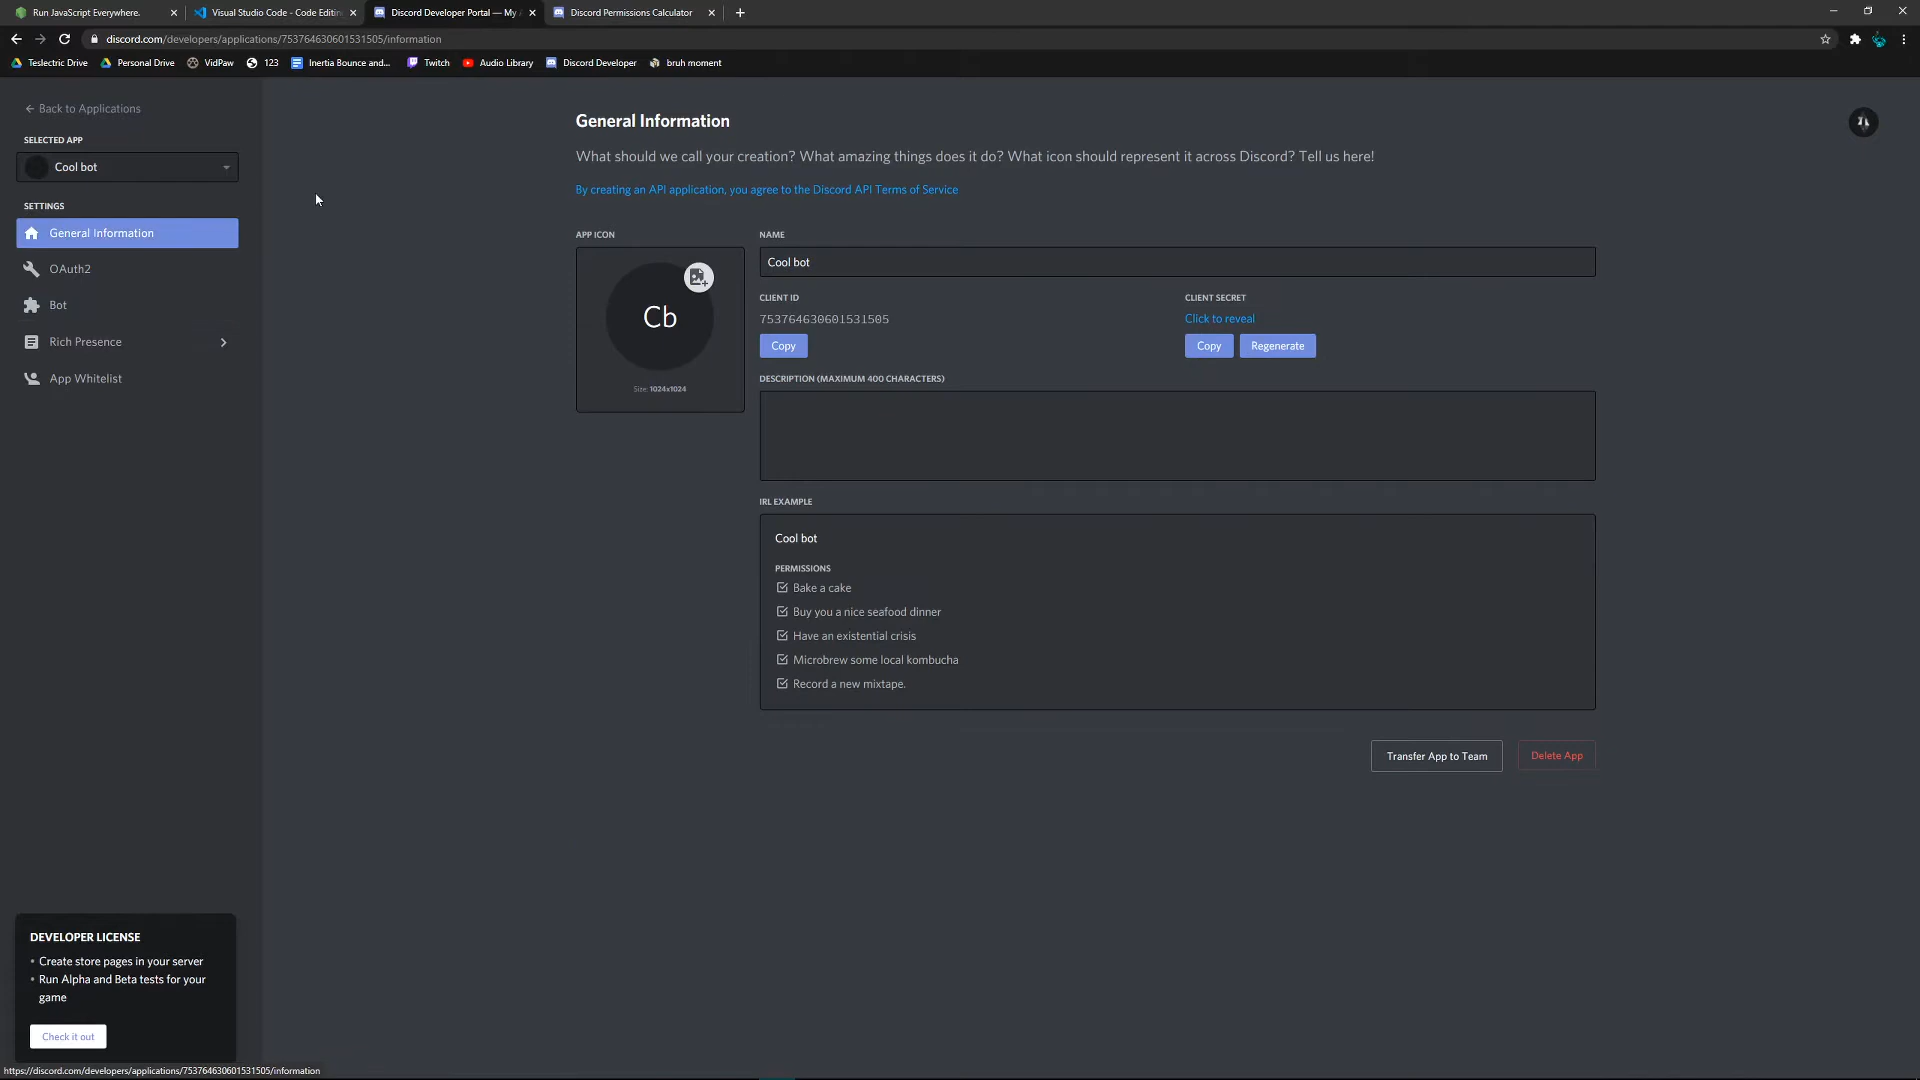 Run JavaScript Everywhere.
Visual Studio Code - Code Editin
Discord Developer Portal — My
Discord Permissions Calculator
discord.com/developers/applications/753764630601531505/information
Teslectric Drive
Personal Drive
VidPaw
123
Inertia Bounce and...
Twitch
Audio Library
Discord Developer
bruh moment
Back to Applications
SELECTED APP
Cool bot
SETTINGS
General Information
OAuth2
Bot
Rich Presence
App Whitelist
General Information
What should we call your creation? What amazing things does it do? What icon should represent it across Discord? Tell us here!
By creating an API application, you agree to the Discord API Terms of Service
APP ICON
Cb
Size: 1024x1024
NAME
Cool bot
CLIENT ID
753764630601531505
Copy
CLIENT SECRET
Click to reveal
Copy
Regenerate
DESCRIPTION (MAXIMUM 400 CHARACTERS)
IRL EXAMPLE
Cool bot
PERMISSIONS
Bake a cake
Buy you a nice seafood dinner
Have an existential crisis
Microbrew some local kombucha
Record a new mixtape.
Transfer App to Team
Delete App
DEVELOPER LICENSE
• Create store pages in your server
• Run Alpha and Beta tests for your
game
Check it out
https://discord.com/developers/applications/753764630601531505/information